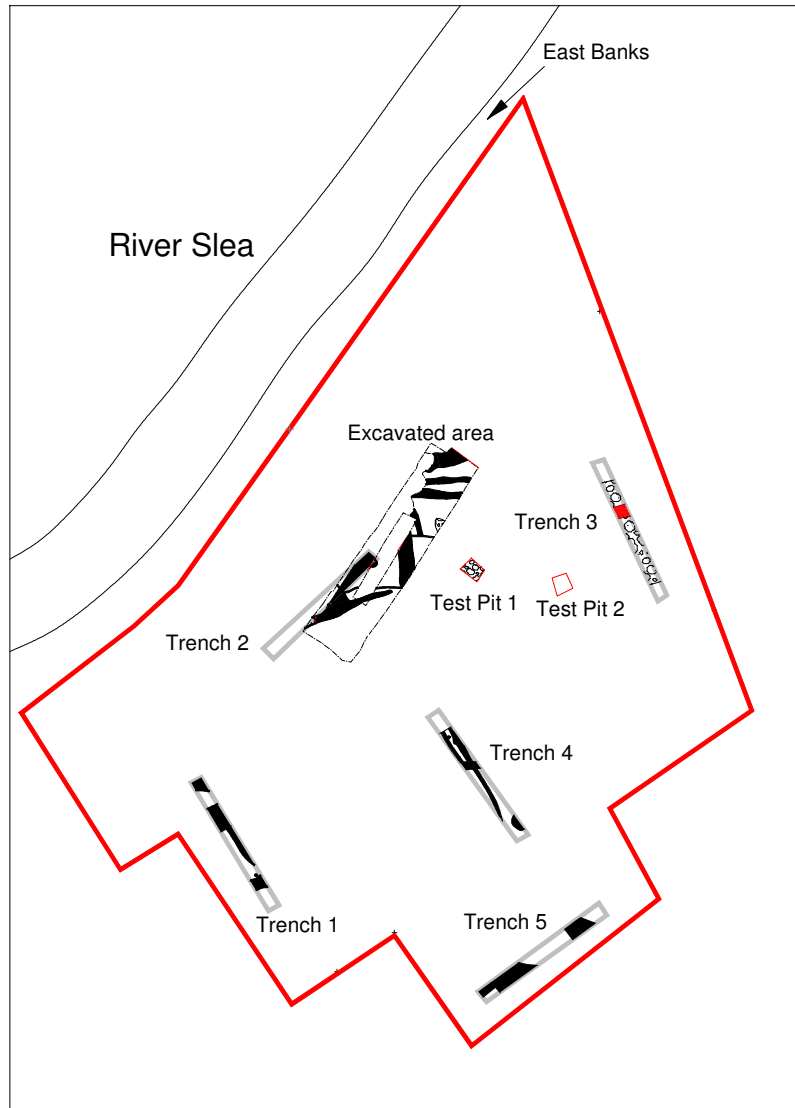 East Banks
River Slea
Excavated area
Trench 3
Test Pit 1
Test Pit 2
Trench 2
Trench 4
Trench 1
Trench 5